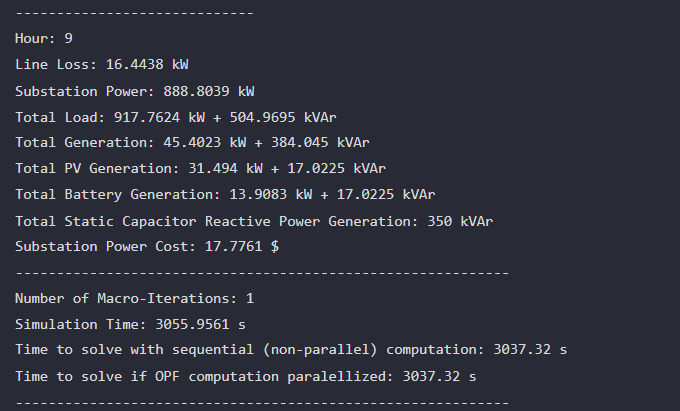 -----------------------------
Hour: 9
Line Loss: 16.4438 kW
Substation Power: 888.8039 kW
Total Load: 917.7624 kW + 504.9695 kVAr
Total Generation: 45.4023 kW + 384.045 kVAr
Total PV Generation: 31.494 kW + 17.0225 kVAr
Total Battery Generation: 13.9083 kW + 17.0225 kVAr
Total Static Capacitor Reactive Power Generation: 350 kVAr
Substation Power Cost: 17.7761 $
------------------------------------------------------------
Number of Macro-Iterations: 1
Simulation Time: 3055.9561 s
Time to solve with sequential (non-parallel) computation: 3037.32 s
Time to solve if OPF computation paralellized: 3037.32 s
------------------------------------------------------------